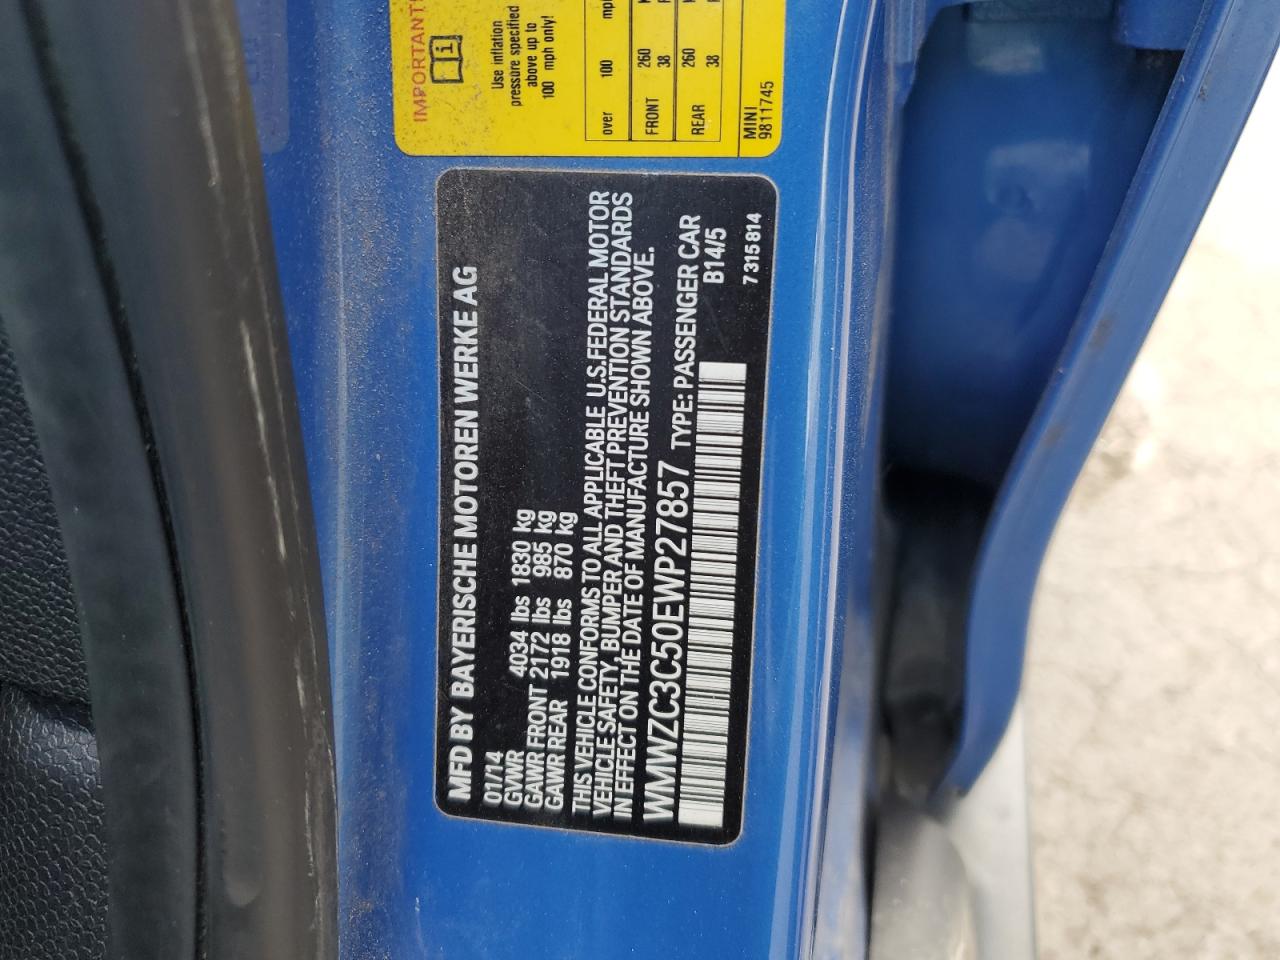 IMPORTANT
i
Use inflation
pressure specified
above up to
100 mph only!
over 100 mph
FRONT 260
38
REAR 260
38
MINI
9811745
MFD BY BAYERISCHE MOTOREN WERKE AG
01/14
GVWR 4034 lbs 1830 kg
GAWR FRONT 2172 lbs 985 kg
GAWR REAR 1918 lbs 870 kg
THIS VEHICLE CONFORMS TO ALL APPLICABLE U.S.FEDERAL MOTOR
VEHICLE SAFETY, BUMPER AND THEFT PREVENTION STANDARDS
IN EFFECT ON THE DATE OF MANUFACTURE SHOWN ABOVE.
WMWZC3C50EWP27857 TYPE: PASSENGER CAR
B14/5
7315814